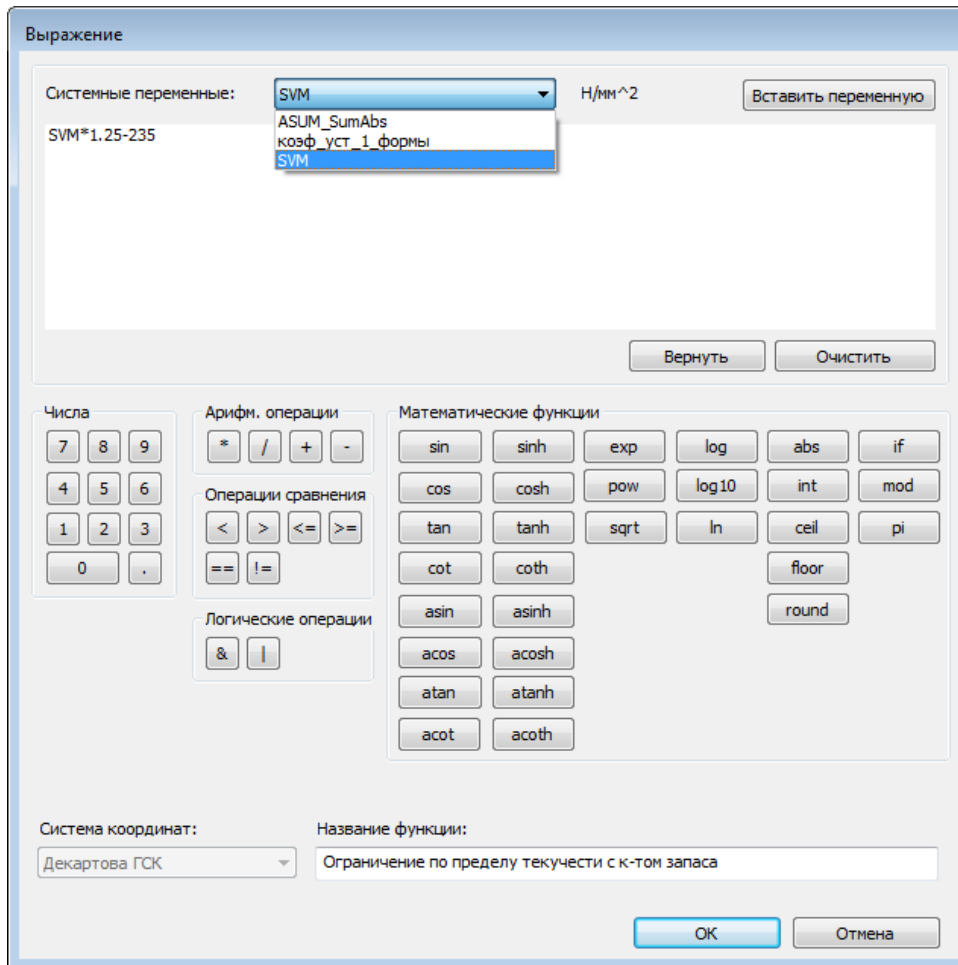 Выражение
Системные переменные: SVM Н/мм^2 Вставить переменную
SVM*1.25-235
ASUM_SumAbs
коэф_уст_1_формы
SVM
Вернуть Очистить
Числа Арифм. операции Математические функции
7 8 9 * / + - sin sinh exp log abs if
4 5 6 Операции сравнения cos cosh pow log10 int mod
1 2 3 < > <= >= tan tanh sqrt ln ceil pi
0 . == != cot coth floor
Логические операции asin asinh round
& | acos acosh
atan atanh
acot acoth
Система координат: Название функции:
Декартова ГСК Ограничение по пределу текучести с к-том запаса
OK Отмена